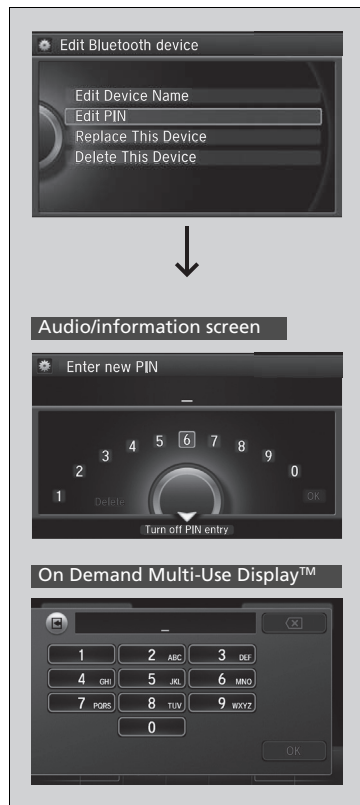 Edit Bluetooth device
Edit Device Name
Edit PIN
Replace This Device
Delete This Device
Audio/information screen
Enter new PIN
_
1 2 3 4 5 6 7 8 9 0
Delete
OK
Turn off PIN entry
On Demand Multi-Use Display™
_
1 2 ABC 3 DEF
4 GHI 5 JKL 6 MNO
7 PQRS 8 TUV 9 WXYZ
0
OK